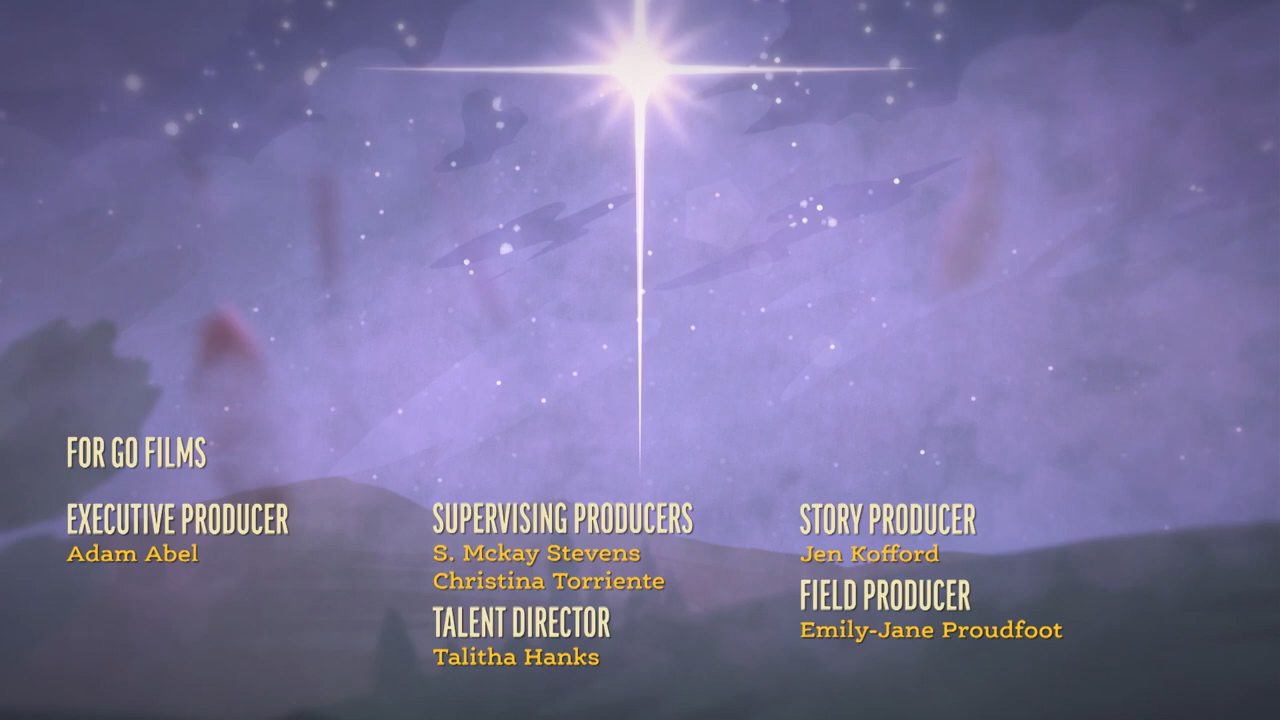 FOR GO FILMS
EXECUTIVE PRODUCER
Adam Abel
SUPERVISING PRODUCERS
S. Mckay Stevens
Christina Torriente
TALENT DIRECTOR
Talitha Hanks
STORY PRODUCER
Jen Kofford
FIELD PRODUCER
Emily-Jane Proudfoot